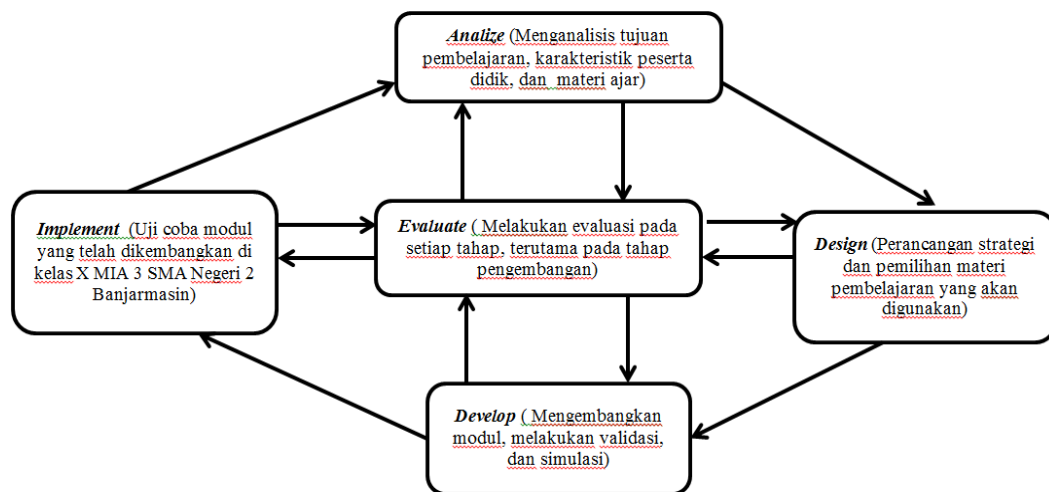 Analize (Menganalisis tujuan
pembelajaran, karakteristik peserta
didik, dan materi ajar)
Implement (Uji coba modul
yang telah dikembangkan di
kelas X MIA 3 SMA Negeri 2
Banjarmasin)
Evaluate ( Melakukan evaluasi pada
setiap tahap, terutama pada tahap
pengembangan)
Design (Perancangan strategi
dan pemilihan materi
pembelajaran yang akan
digunakan)
Develop ( Mengembangkan
modul, melakukan validasi,
dan simulasi)